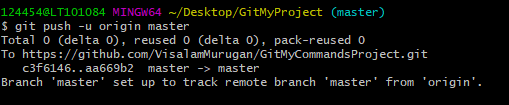 124454@LT101084 MINGW64 ~/Desktop/GitMyProject (master)
$ git push -u origin master
Total 0 (delta 0), reused 0 (delta 0), pack-reused 0
To https://github.com/VisalamMurugan/GitMyCommandsProject.git
   c3f6146..aa669b2  master -> master
Branch 'master' set up to track remote branch 'master' from 'origin'.